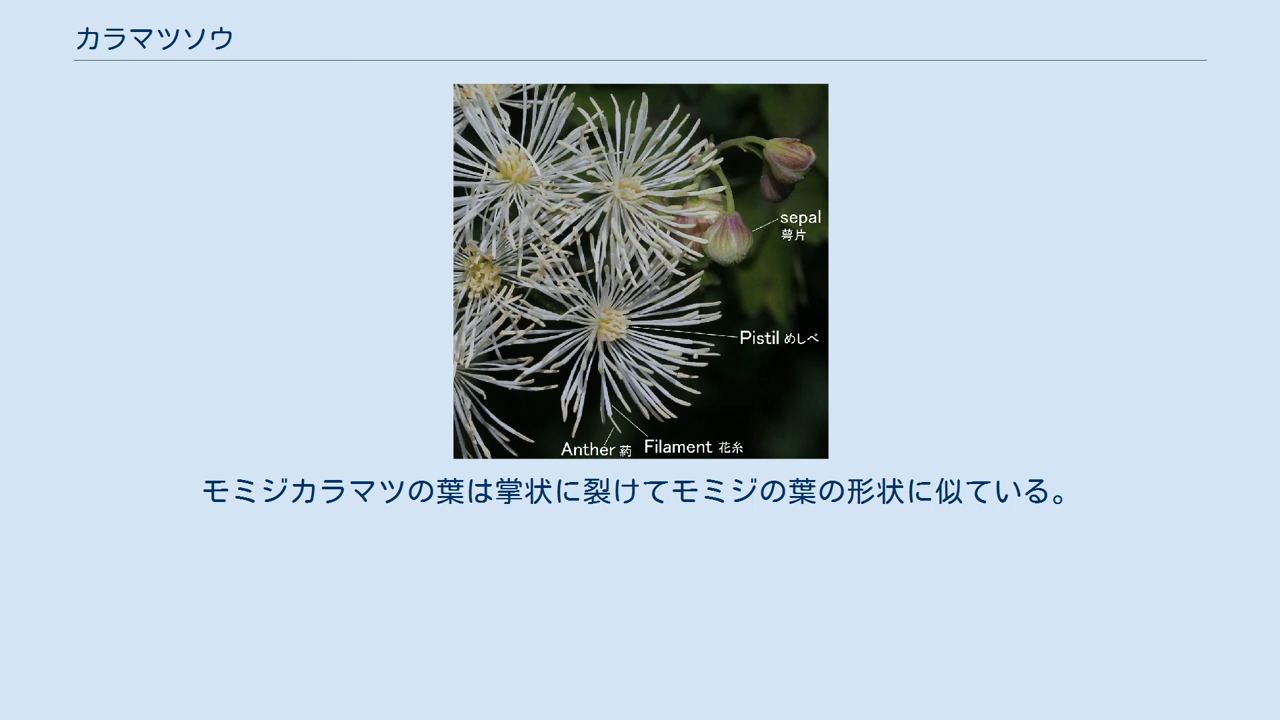 カラマツソウ
sepal
萼片
Pistil めしべ
Anther 葯 Filament 花糸
モミジカラマツの葉は掌状に裂けてモミジの葉の形状に似ている。